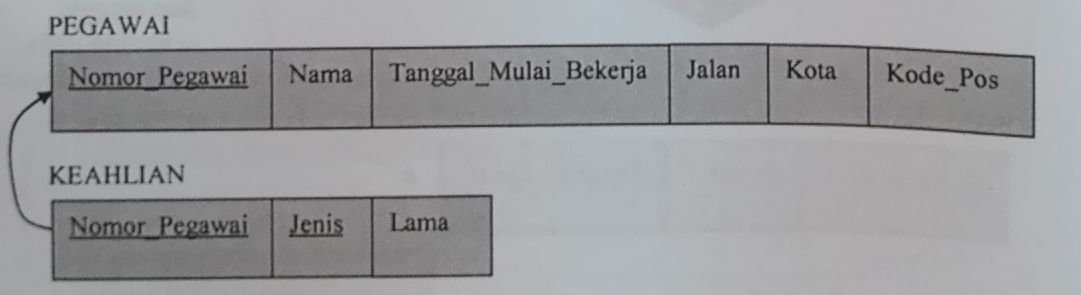 PEGAWAI
Nomor_Pegawai Nama Tanggal_Mulai_Bekerja Jalan Kota Kode_Pos
KEAHLIAN
Nomor_Pegawai Jenis Lama